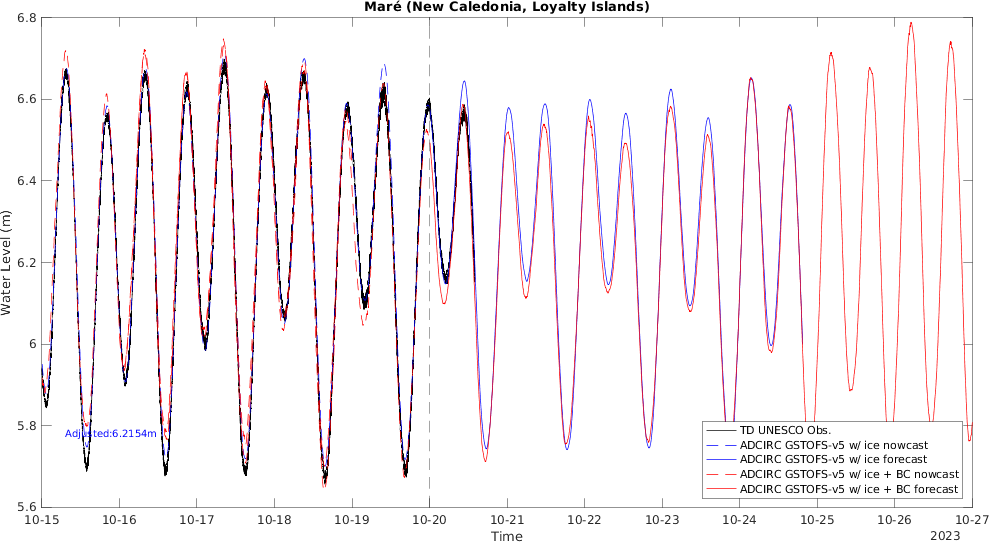 Maré (New Caledonia, Loyalty Islands)
6.8
6.6
6.4
6.2
6
5.8
5.6
Water Level (m)
Adjusted:6.2154m
TD UNESCO Obs.
ADCIRC GSTOFS-v5 w/ ice nowcast
ADCIRC GSTOFS-v5 w/ ice forecast
ADCIRC GSTOFS-v5 w/ ice + BC nowcast
ADCIRC GSTOFS-v5 w/ ice + BC forecast
10-15 10-16 10-17 10-18 10-19 10-20 10-21 10-22 10-23 10-24 10-25 10-26 10-27
Time
2023